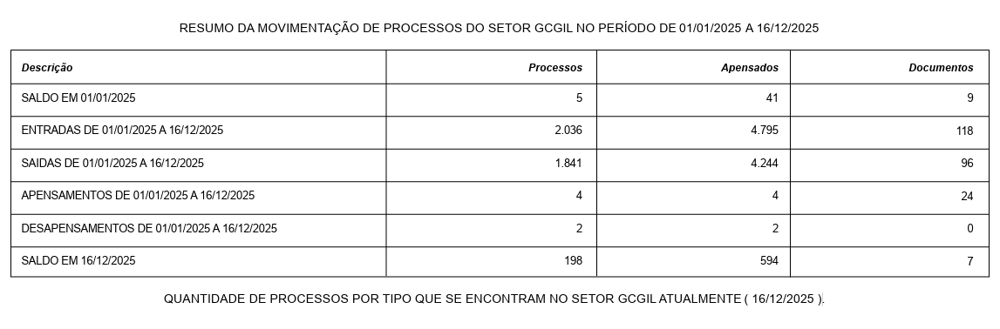 RESUMO DA MOVIMENTAÇÃO DE PROCESSOS DO SETOR GCGIL NO PERÍODO DE 01/01/2025 A 16/12/2025
Descrição Processos Apensados Documentos
SALDO EM 01/01/2025 5 41 9
ENTRADAS DE 01/01/2025 A 16/12/2025 2.036 4.795 118
SAIDAS DE 01/01/2025 A 16/12/2025 1.841 4.244 96
APENSAMENTOS DE 01/01/2025 A 16/12/2025 4 4 24
DESAPENSAMENTOS DE 01/01/2025 A 16/12/2025 2 2 0
SALDO EM 16/12/2025 198 594 7
QUANTIDADE DE PROCESSOS POR TIPO QUE SE ENCONTRAM NO SETOR GCGIL ATUALMENTE ( 16/12/2025 ).